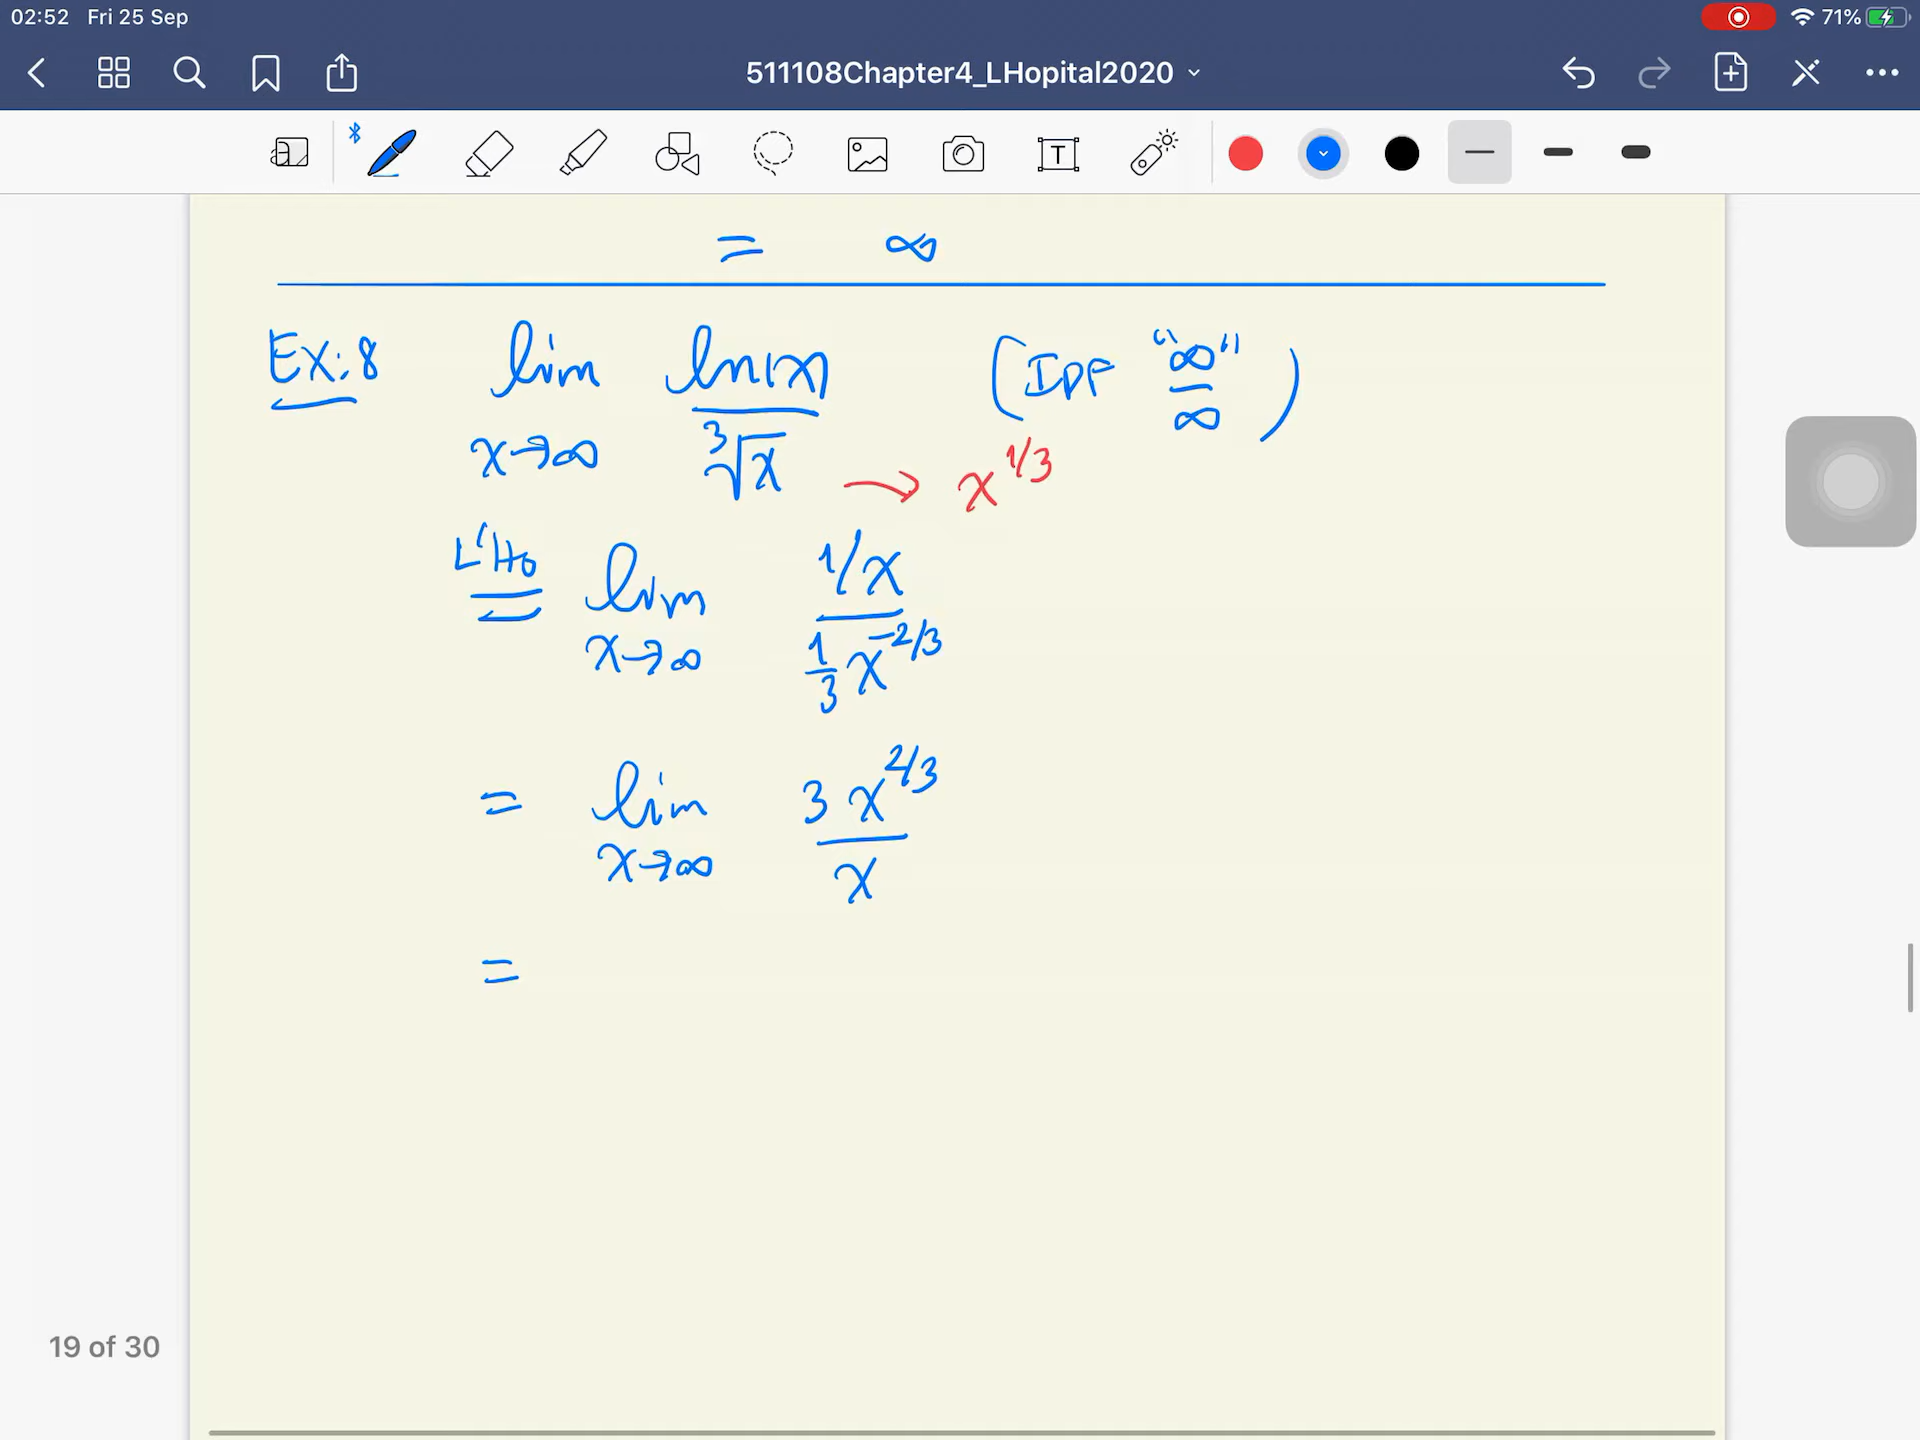 02:52 Fri 25 Sep 71%
511108Chapter4_LHopital2020
= ∞
Ex:8 lim ln(x) (IDF "∞"
x→∞ ∛x ∞)
→ x^1/3
L'Ho = lim 1/x
x→∞ 1/3 x^-2/3
= lim 3 x^2/3
x→∞ x
=
19 of 30